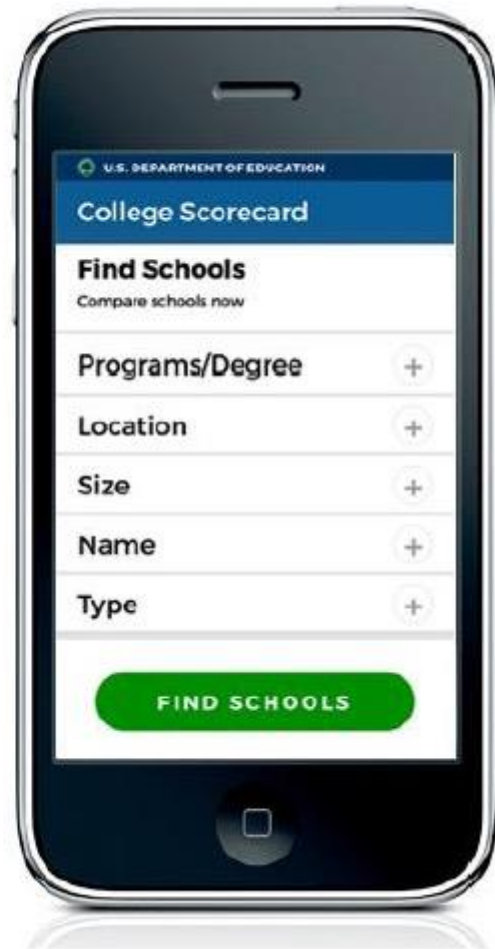 U.S. DEPARTMENT OF EDUCATION
College Scorecard
Find Schools
Compare schools now
Programs/Degree
Location
Size
Name
Type
FIND SCHOOLS